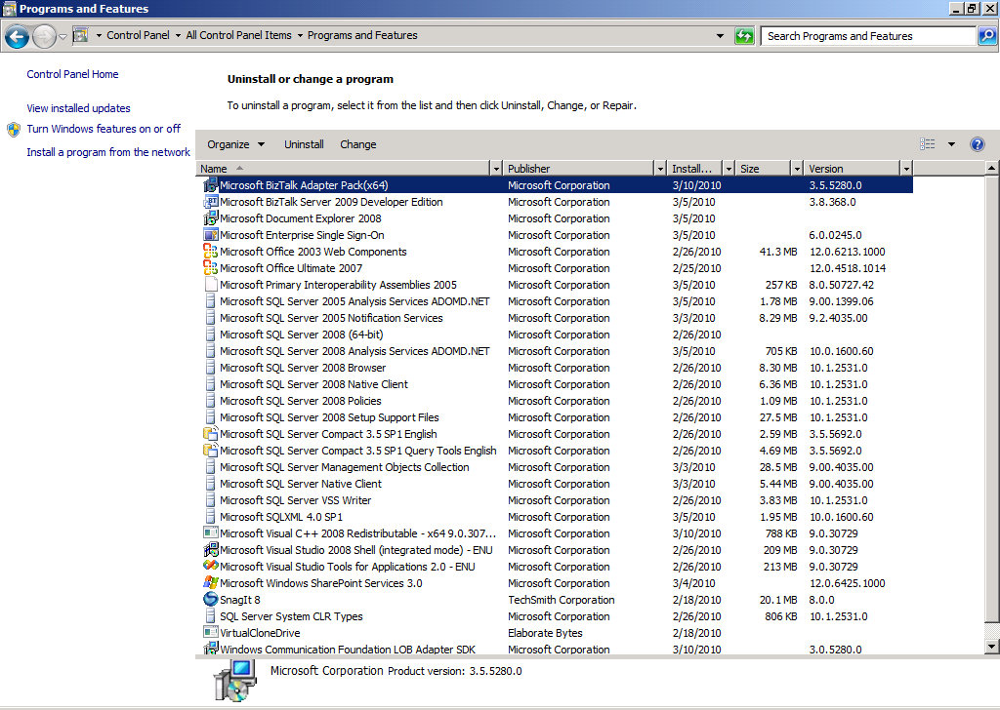 Programs and Features
Control Panel All Control Panel Items Programs and Features Search Programs and Features
Control Panel Home
View installed updates
Turn Windows features on or off
Install a program from the network
Uninstall or change a program
To uninstall a program, select it from the list and then click Uninstall, Change, or Repair.
Organize Uninstall Change
Name Publisher Install... Size Version
Microsoft BizTalk Adapter Pack(x64) Microsoft Corporation 3/10/2010 3.5.5280.0
Microsoft BizTalk Server 2009 Developer Edition Microsoft Corporation 3/5/2010 3.8.368.0
Microsoft Document Explorer 2008 Microsoft Corporation 3/5/2010
Microsoft Enterprise Single Sign-On Microsoft Corporation 3/5/2010 6.0.0245.0
Microsoft Office 2003 Web Components Microsoft Corporation 2/26/2010 41.3 MB 12.0.6213.1000
Microsoft Office Ultimate 2007 Microsoft Corporation 2/25/2010 12.0.4518.1014
Microsoft Primary Interoperability Assemblies 2005 Microsoft Corporation 3/5/2010 257 KB 8.0.50727.42
Microsoft SQL Server 2005 Analysis Services ADOMD.NET Microsoft Corporation 3/5/2010 1.78 MB 9.00.1399.06
Microsoft SQL Server 2005 Notification Services Microsoft Corporation 3/3/2010 8.29 MB 9.2.4035.00
Microsoft SQL Server 2008 (64-bit) Microsoft Corporation 2/26/2010
Microsoft SQL Server 2008 Analysis Services ADOMD.NET Microsoft Corporation 3/5/2010 705 KB 10.0.1600.60
Microsoft SQL Server 2008 Browser Microsoft Corporation 2/26/2010 8.30 MB 10.1.2531.0
Microsoft SQL Server 2008 Native Client Microsoft Corporation 2/26/2010 6.36 MB 10.1.2531.0
Microsoft SQL Server 2008 Policies Microsoft Corporation 2/26/2010 1.09 MB 10.1.2531.0
Microsoft SQL Server 2008 Setup Support Files Microsoft Corporation 2/26/2010 27.5 MB 10.1.2531.0
Microsoft SQL Server Compact 3.5 SP1 English Microsoft Corporation 2/26/2010 2.59 MB 3.5.5692.0
Microsoft SQL Server Compact 3.5 SP1 Query Tools English Microsoft Corporation 2/26/2010 4.69 MB 3.5.5692.0
Microsoft SQL Server Management Objects Collection Microsoft Corporation 3/3/2010 28.5 MB 9.00.4035.00
Microsoft SQL Server Native Client Microsoft Corporation 3/3/2010 5.44 MB 9.00.4035.00
Microsoft SQL Server VSS Writer Microsoft Corporation 2/26/2010 3.83 MB 10.1.2531.0
Microsoft SQLXML 4.0 SP1 Microsoft Corporation 3/5/2010 1.95 MB 10.0.1600.60
Microsoft Visual C++ 2008 Redistributable - x64 9.0.307... Microsoft Corporation 3/10/2010 788 KB 9.0.30729
Microsoft Visual Studio 2008 Shell (integrated mode) - ENU Microsoft Corporation 2/26/2010 209 MB 9.0.30729
Microsoft Visual Studio Tools for Applications 2.0 - ENU Microsoft Corporation 2/26/2010 213 MB 9.0.30729
Microsoft Windows SharePoint Services 3.0 Microsoft Corporation 3/4/2010 12.0.6425.1000
SnagIt 8 TechSmith Corporation 2/18/2010 20.1 MB 8.0.0
SQL Server System CLR Types Microsoft Corporation 2/26/2010 806 KB 10.1.2531.0
VirtualCloneDrive Elaborate Bytes 2/18/2010
Windows Communication Foundation LOB Adapter SDK Microsoft Corporation 3/10/2010 3.0.5280.0
Microsoft Corporation Product version: 3.5.5280.0